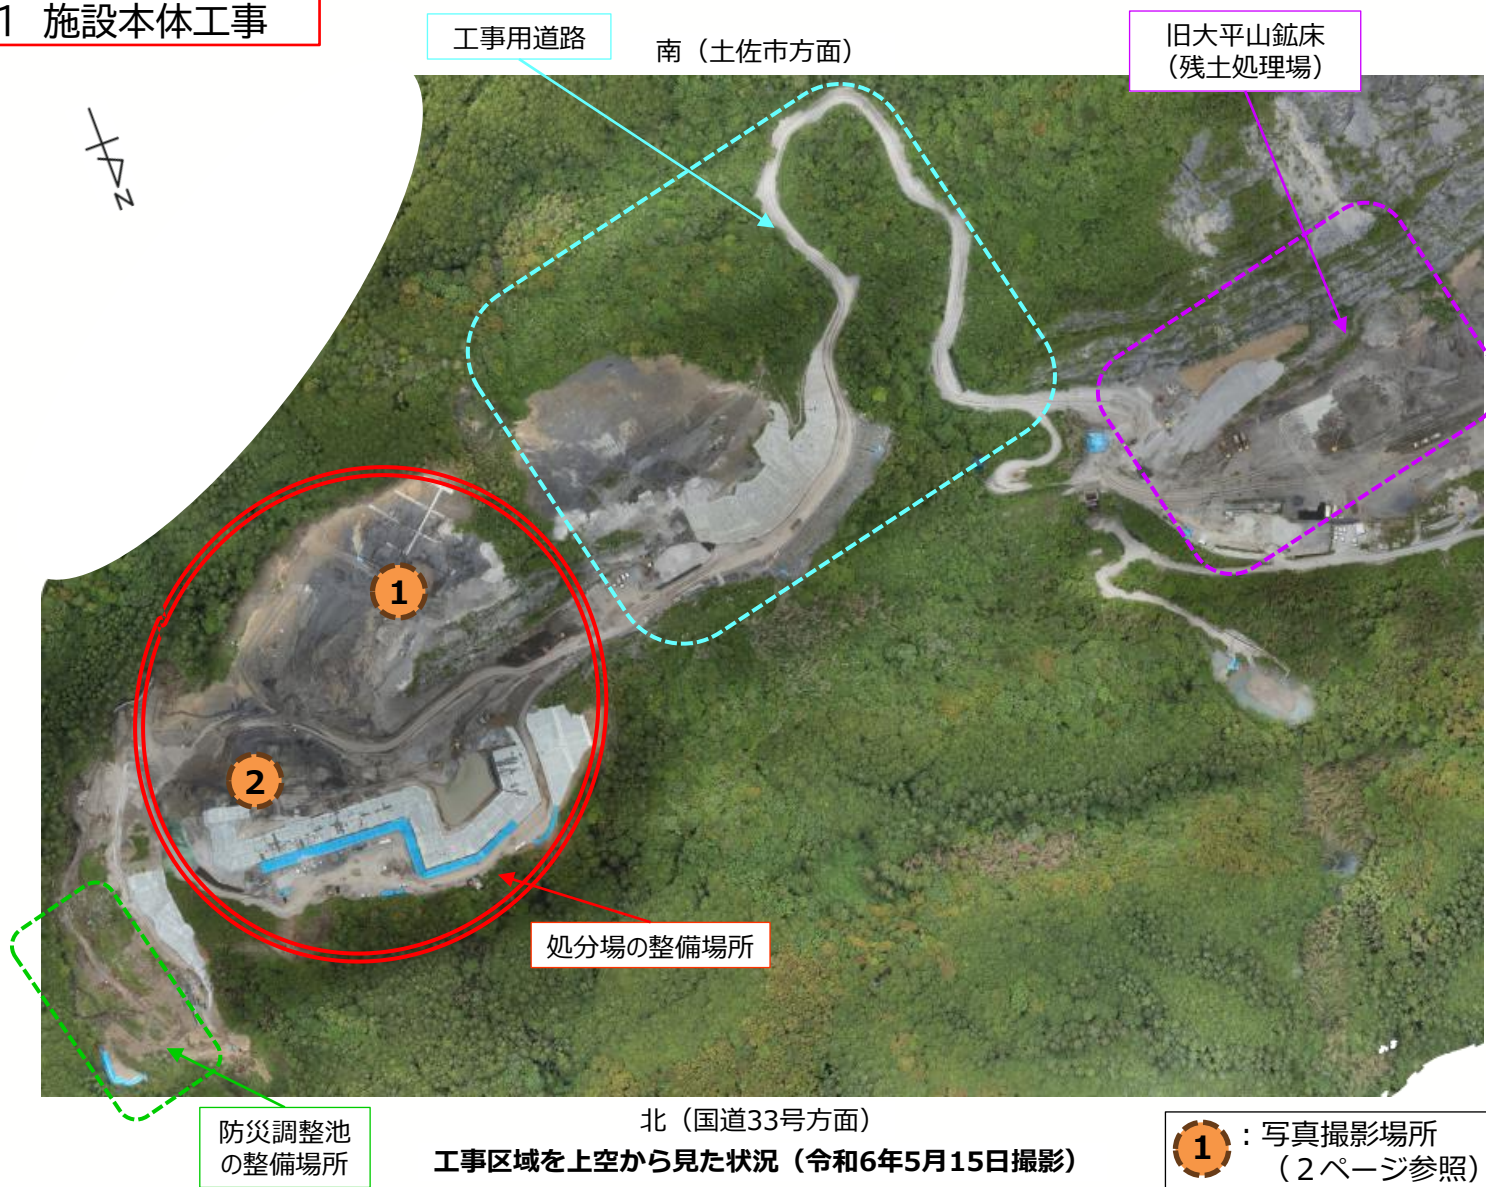 1 施設本体工事
工事用道路
南（土佐市方面）
旧大平山鉱床
（残土処理場）
N
1
2
処分場の整備場所
防災調整池
の整備場所
北（国道33号方面）
工事区域を上空から見た状況（令和6年5月15日撮影）
1：写真撮影場所
（２ページ参照）